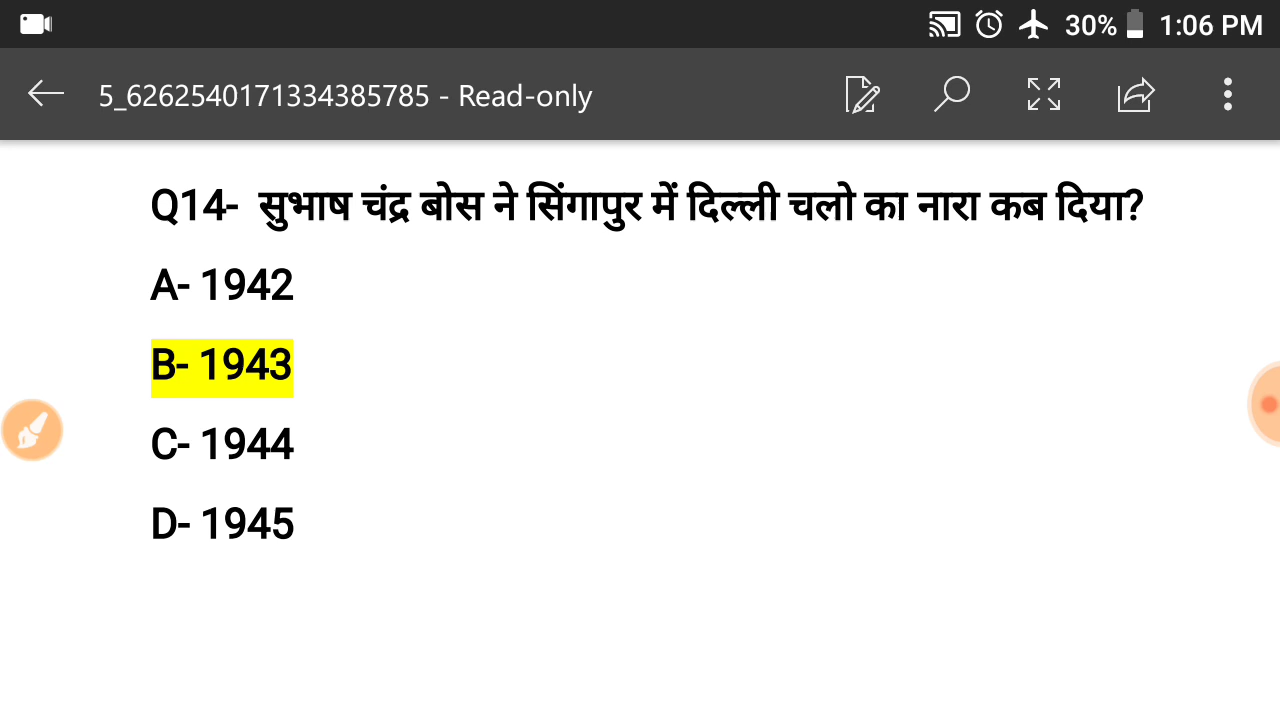 30% 1:06 PM
5_6262540171334385785 - Read-only
Q14- सुभाष चंद्र बोस ने सिंगापुर में दिल्ली चलो का नारा कब दिया?
A- 1942
B- 1943
C- 1944
D- 1945